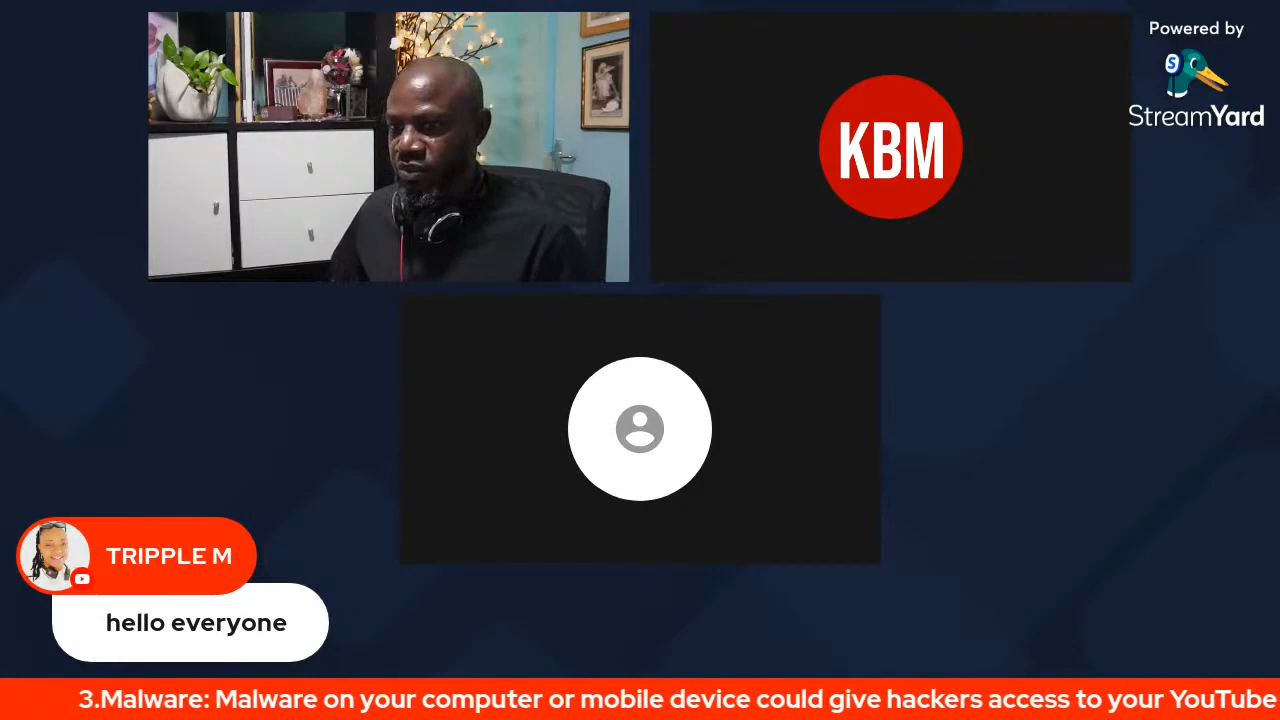 Powered by
S
StreamYard
KBM
TRIPPLE M
hello everyone
3.Malware: Malware on your computer or mobile device could give hackers access to your YouTube